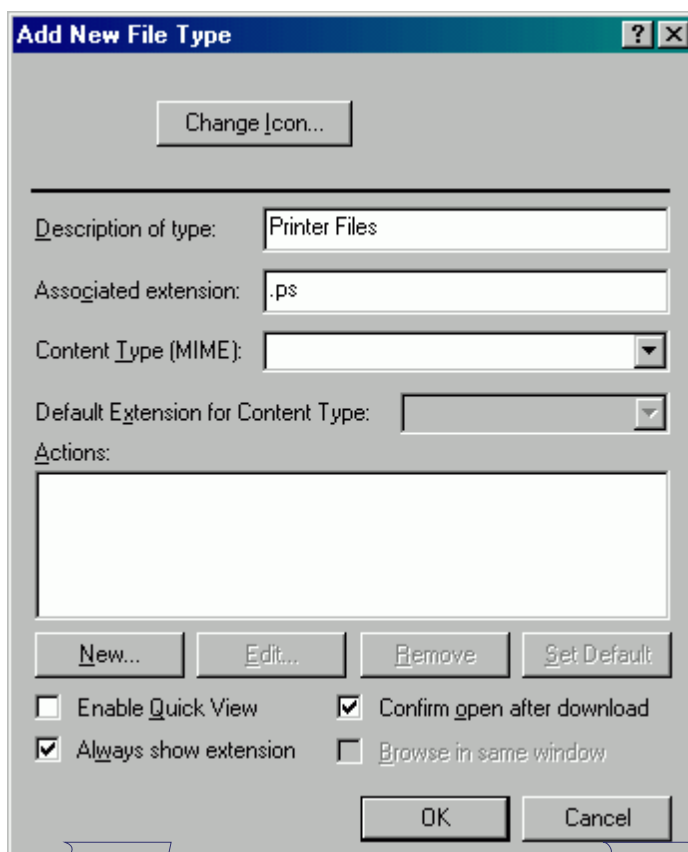 Add New File Type
Change Icon...
Description of type: Printer Files
Associated extension: .ps
Content Type (MIME):
Default Extension for Content Type:
Actions:
New... Edit... Remove Set Default
Enable Quick View Confirm open after download
Always show extension Browse in same window
OK Cancel